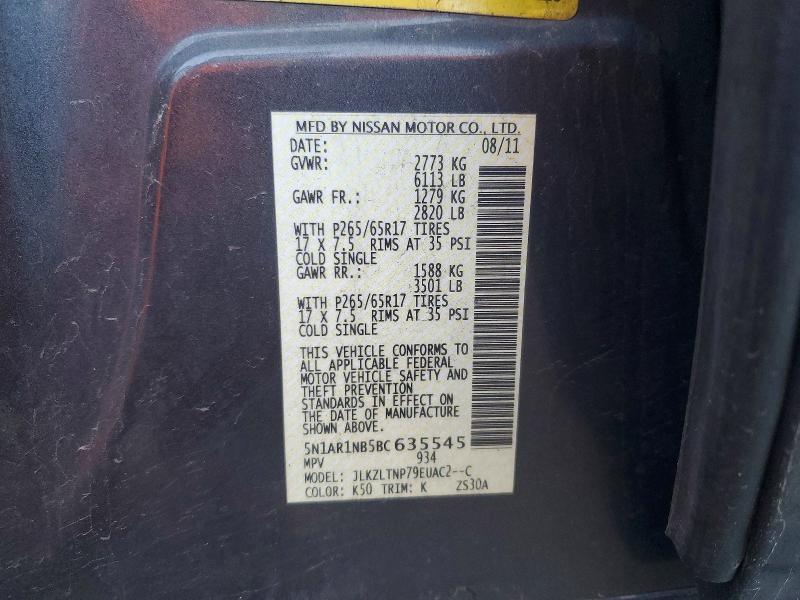 MFD BY NISSAN MOTOR CO., LTD.
DATE: 08/11
GVWR: 2773 KG
6113 LB
GAWR FR.: 1279 KG
2820 LB
WITH P265/65R17 TIRES
17 X 7.5 RIMS AT 35 PSI
COLD SINGLE
GAWR RR.: 1588 KG
3501 LB
WITH P265/65R17 TIRES
17 X 7.5 RIMS AT 35 PSI
COLD SINGLE
THIS VEHICLE CONFORMS TO
ALL APPLICABLE FEDERAL
MOTOR VEHICLE SAFETY AND
THEFT PREVENTION
STANDARDS IN EFFECT ON
THE DATE OF MANUFACTURE
SHOWN ABOVE.
5N1AR1NB5BC635545
MPV 934
MODEL: JLKZLTNP79EUAC2--C
COLOR: K50 TRIM: K ZS30A